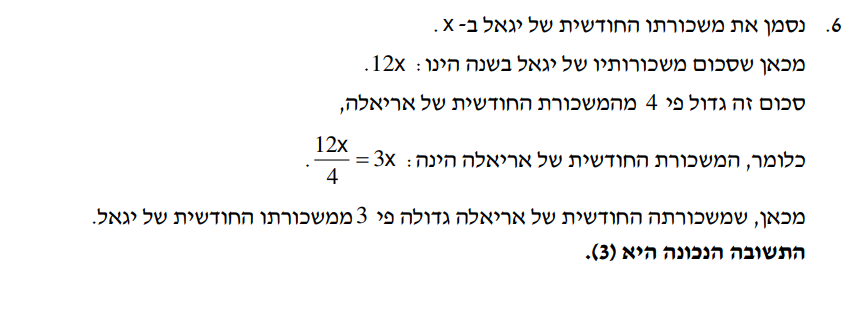 6. נסמן את משכורתו החודשית של יגאל ב- x.
מכאן שסכום משכורותיו של יגאל בשנה הינו: 12x.
סכום זה גדול פי 4 מהמשכורת החודשית של אריאלה,
כלומר, המשכורת החודשית של אריאלה הינה: 12x/4 = 3x.
מכאן, שמשכורתה החודשית של אריאלה גדולה פי 3 ממשכורתו החודשית של יגאל.
התשובה הנכונה היא (3).